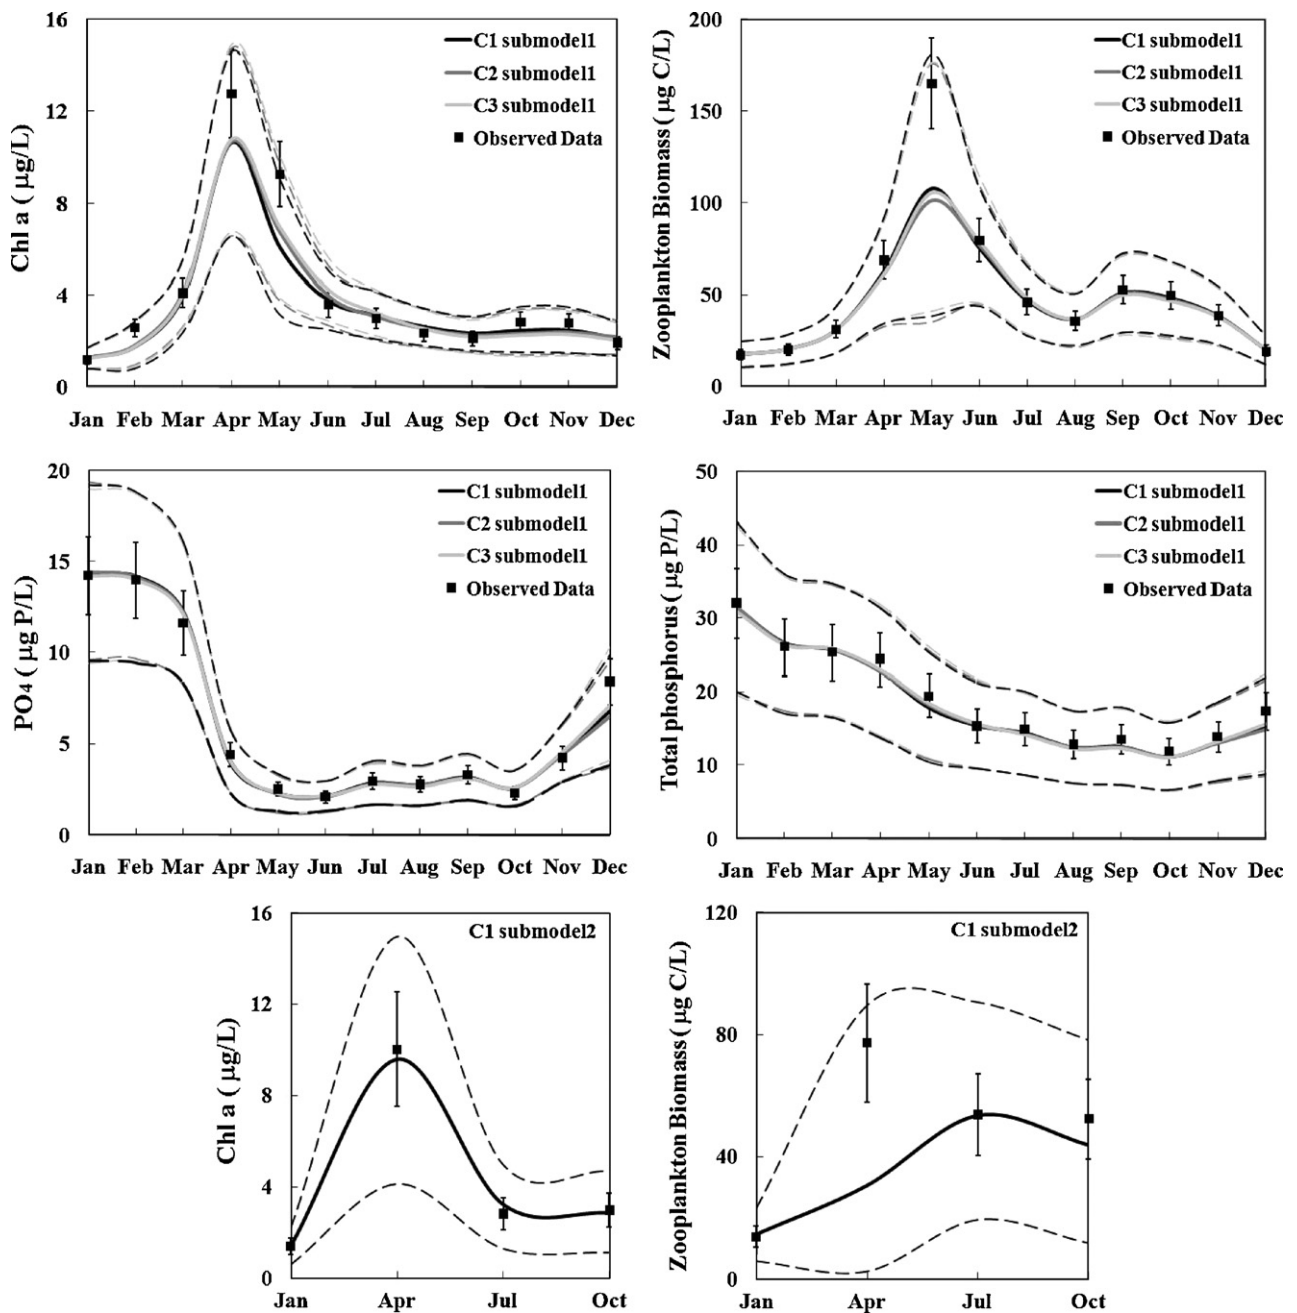 Chl a ( µg/L)
16
12
8
4
0
C1 submodel1
C2 submodel1
C3 submodel1
Observed Data
Jan Feb Mar Apr May Jun Jul Aug Sep Oct Nov Dec
Zooplankton Biomass ( µg C/L)
200
150
100
50
0
C1 submodel1
C2 submodel1
C3 submodel1
Observed Data
Jan Feb Mar Apr May Jun Jul Aug Sep Oct Nov Dec
PO4 ( µg P/L)
20
15
10
5
0
C1 submodel1
C2 submodel1
C3 submodel1
Observed Data
Jan Feb Mar Apr May Jun Jul Aug Sep Oct Nov Dec
Total phosphorus ( µg P/L)
50
40
30
20
10
0
C1 submodel1
C2 submodel1
C3 submodel1
Observed Data
Jan Feb Mar Apr May Jun Jul Aug Sep Oct Nov Dec
Chl a ( µg/L)
16
12
8
4
0
C1 submodel2
Jan Apr Jul Oct
Zooplankton Biomass ( µg C/L)
120
80
40
0
C1 submodel2
Jan Apr Jul Oct